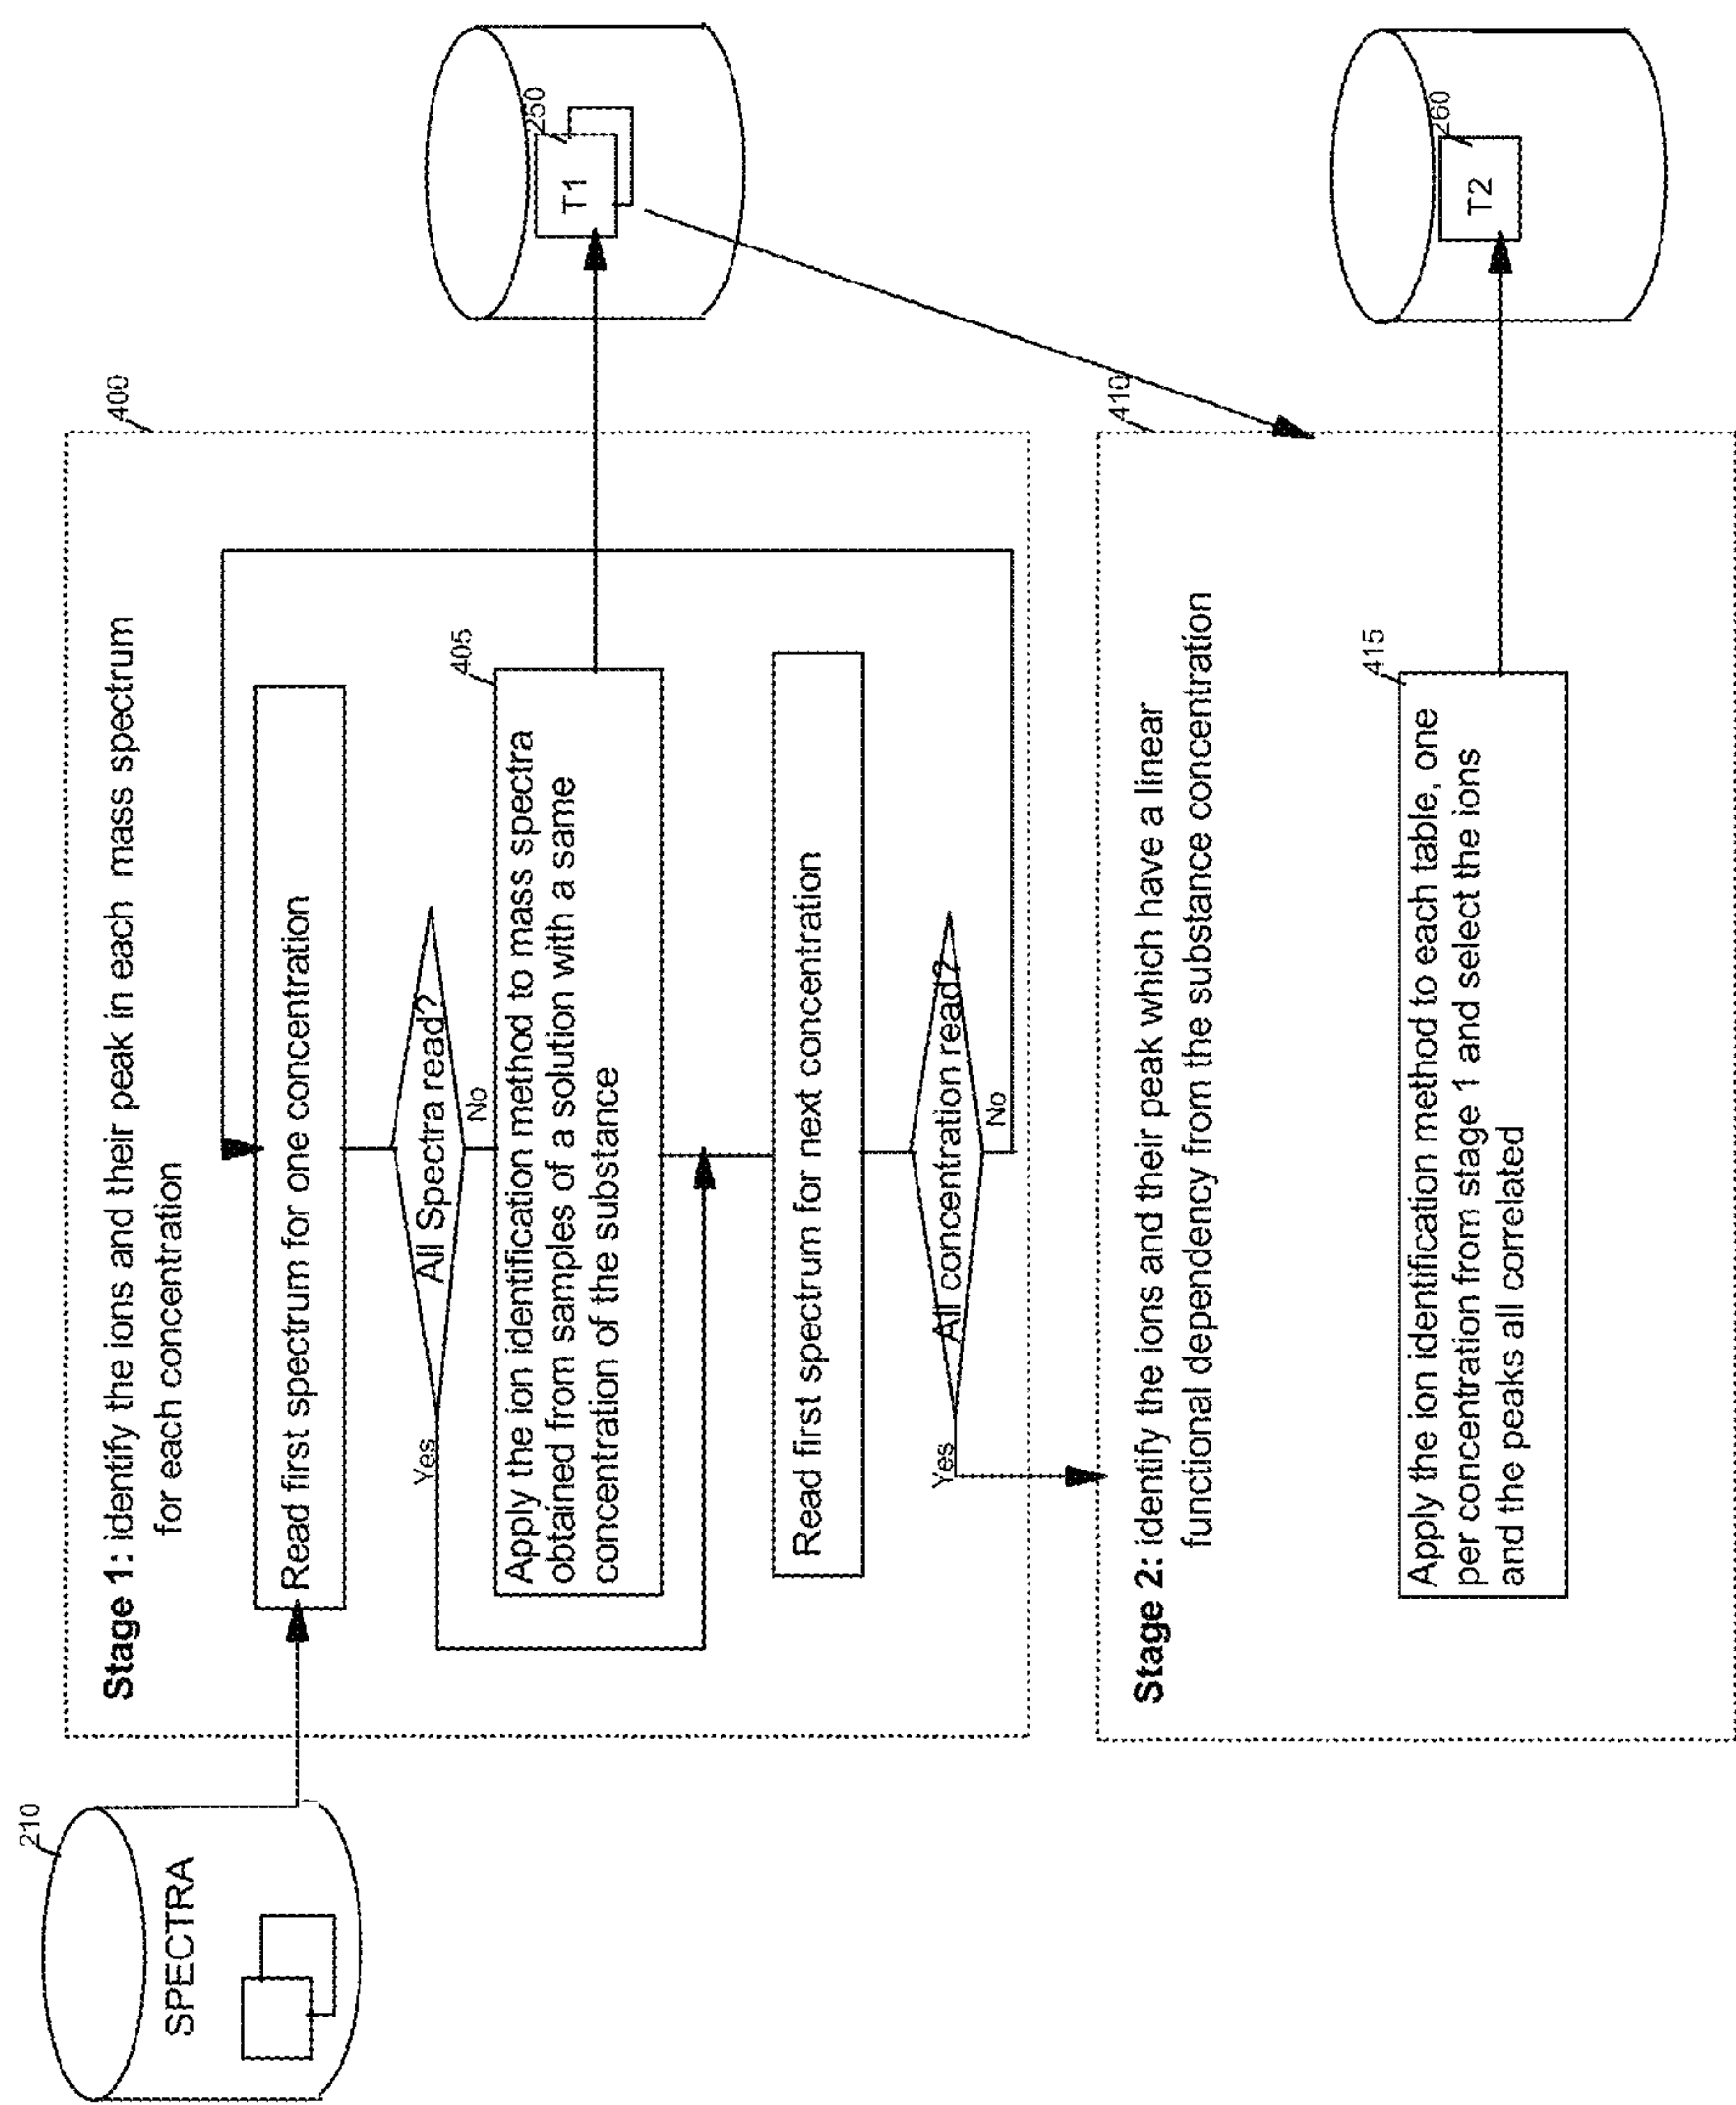 210
SPECTRA
400
Stage 1: identify the ions and their peak in each mass spectrum
for each concentration
Read first spectrum for one concentration
All Spectra read?
Yes
No
405
Apply the ion identification method to mass spectra
obtained from samples of a solution with a same
concentration of the substance
Read first spectrum for next concentration
All concentration read?
Yes
No
250
T1
410
Stage 2: identify the ions and their peak which have a linear
functional dependency from the substance concentration
415
Apply the ion identification method to each table, one
per concentration from stage 1 and select the ions
and the peaks all correlated
260
T2